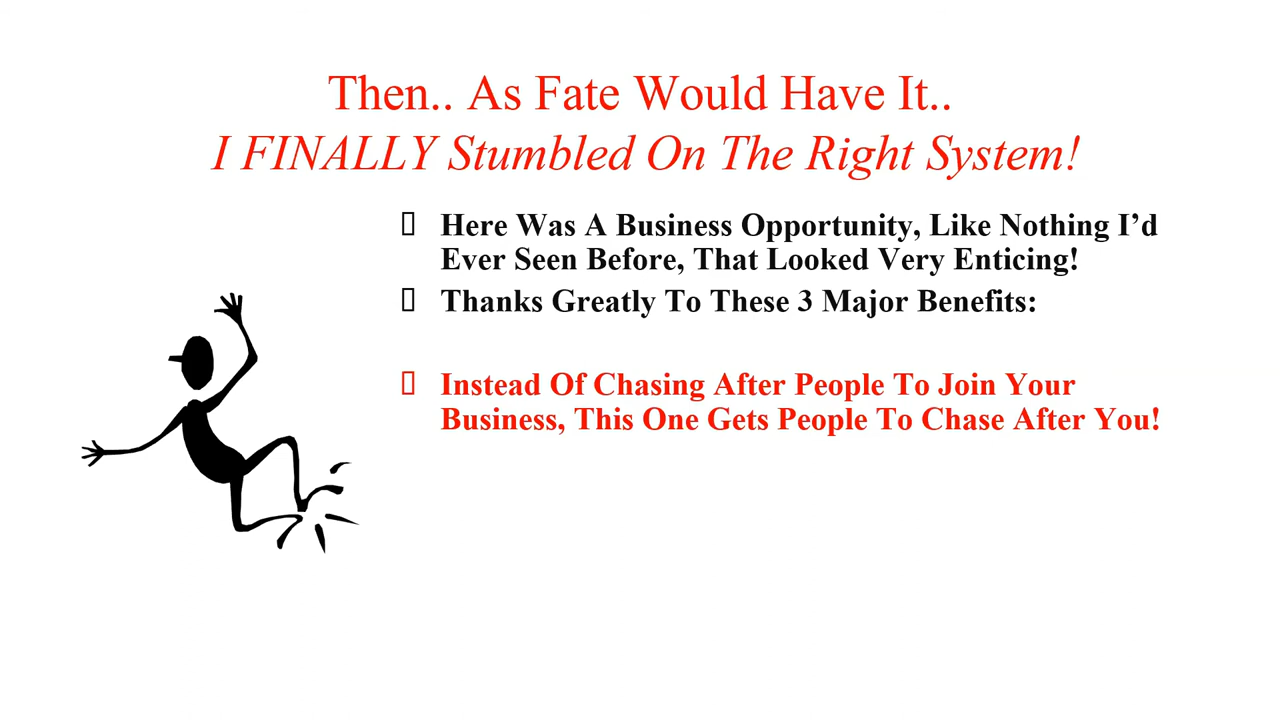 Then.. As Fate Would Have It..
I FINALLY Stumbled On The Right System!
Here Was A Business Opportunity, Like Nothing I’d
Ever Seen Before, That Looked Very Enticing!
Thanks Greatly To These 3 Major Benefits:
Instead Of Chasing After People To Join Your
Business, This One Gets People To Chase After You!